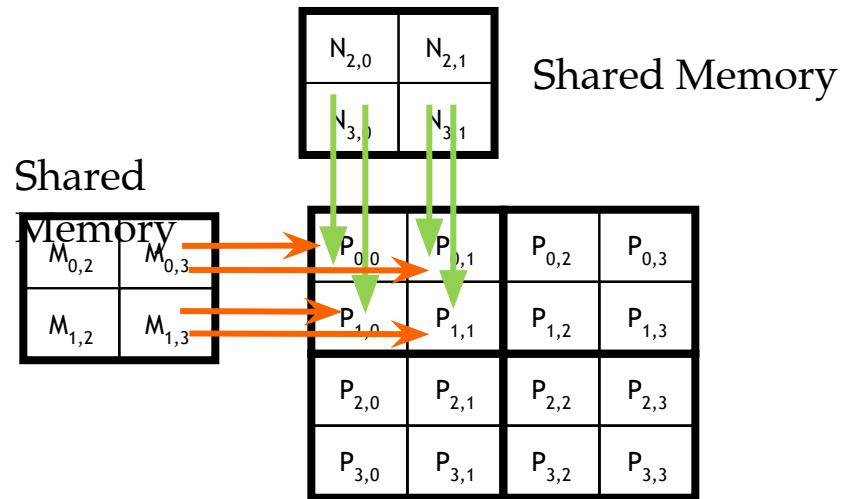 N2,0 N2,1
Shared Memory
N3,0 N3,1
Shared
Memory
M0,2 M0,3
P0,0 P0,1 P0,2 P0,3
M1,2 M1,3
P1,0 P1,1 P1,2 P1,3
P2,0 P2,1 P2,2 P2,3
P3,0 P3,1 P3,2 P3,3